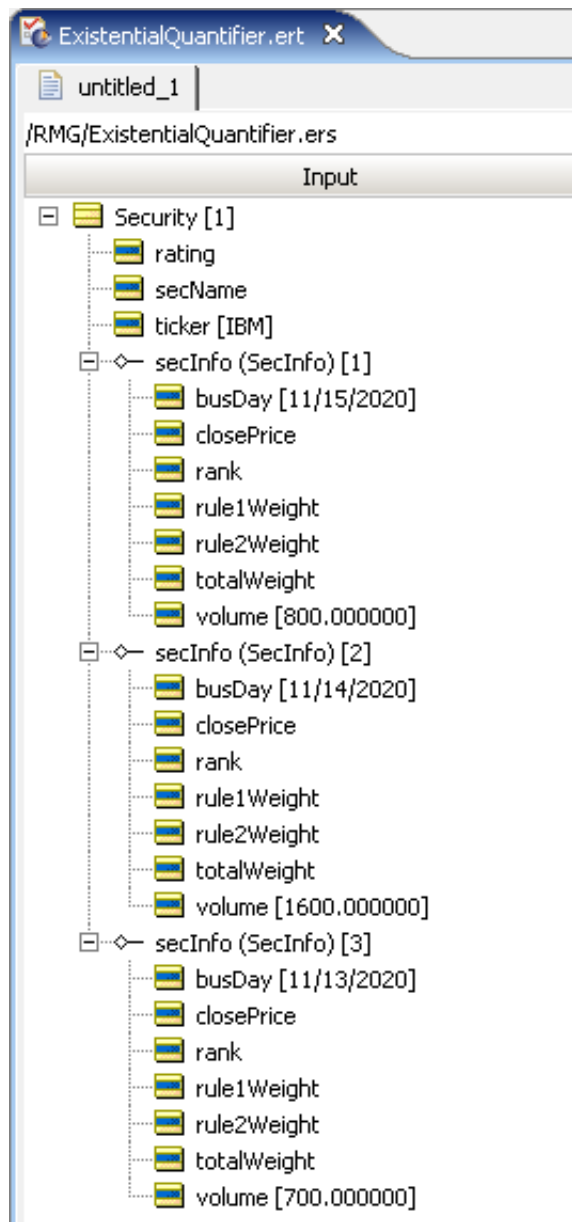 ExistentialQuantifier.ert
untitled_1
/RMG/ExistentialQuantifier.ers
Input
Security [1]
rating
secName
ticker [IBM]
secInfo (SecInfo) [1]
busDay [11/15/2020]
closePrice
rank
rule1Weight
rule2Weight
totalWeight
volume [800.000000]
secInfo (SecInfo) [2]
busDay [11/14/2020]
closePrice
rank
rule1Weight
rule2Weight
totalWeight
volume [1600.000000]
secInfo (SecInfo) [3]
busDay [11/13/2020]
closePrice
rank
rule1Weight
rule2Weight
totalWeight
volume [700.000000]